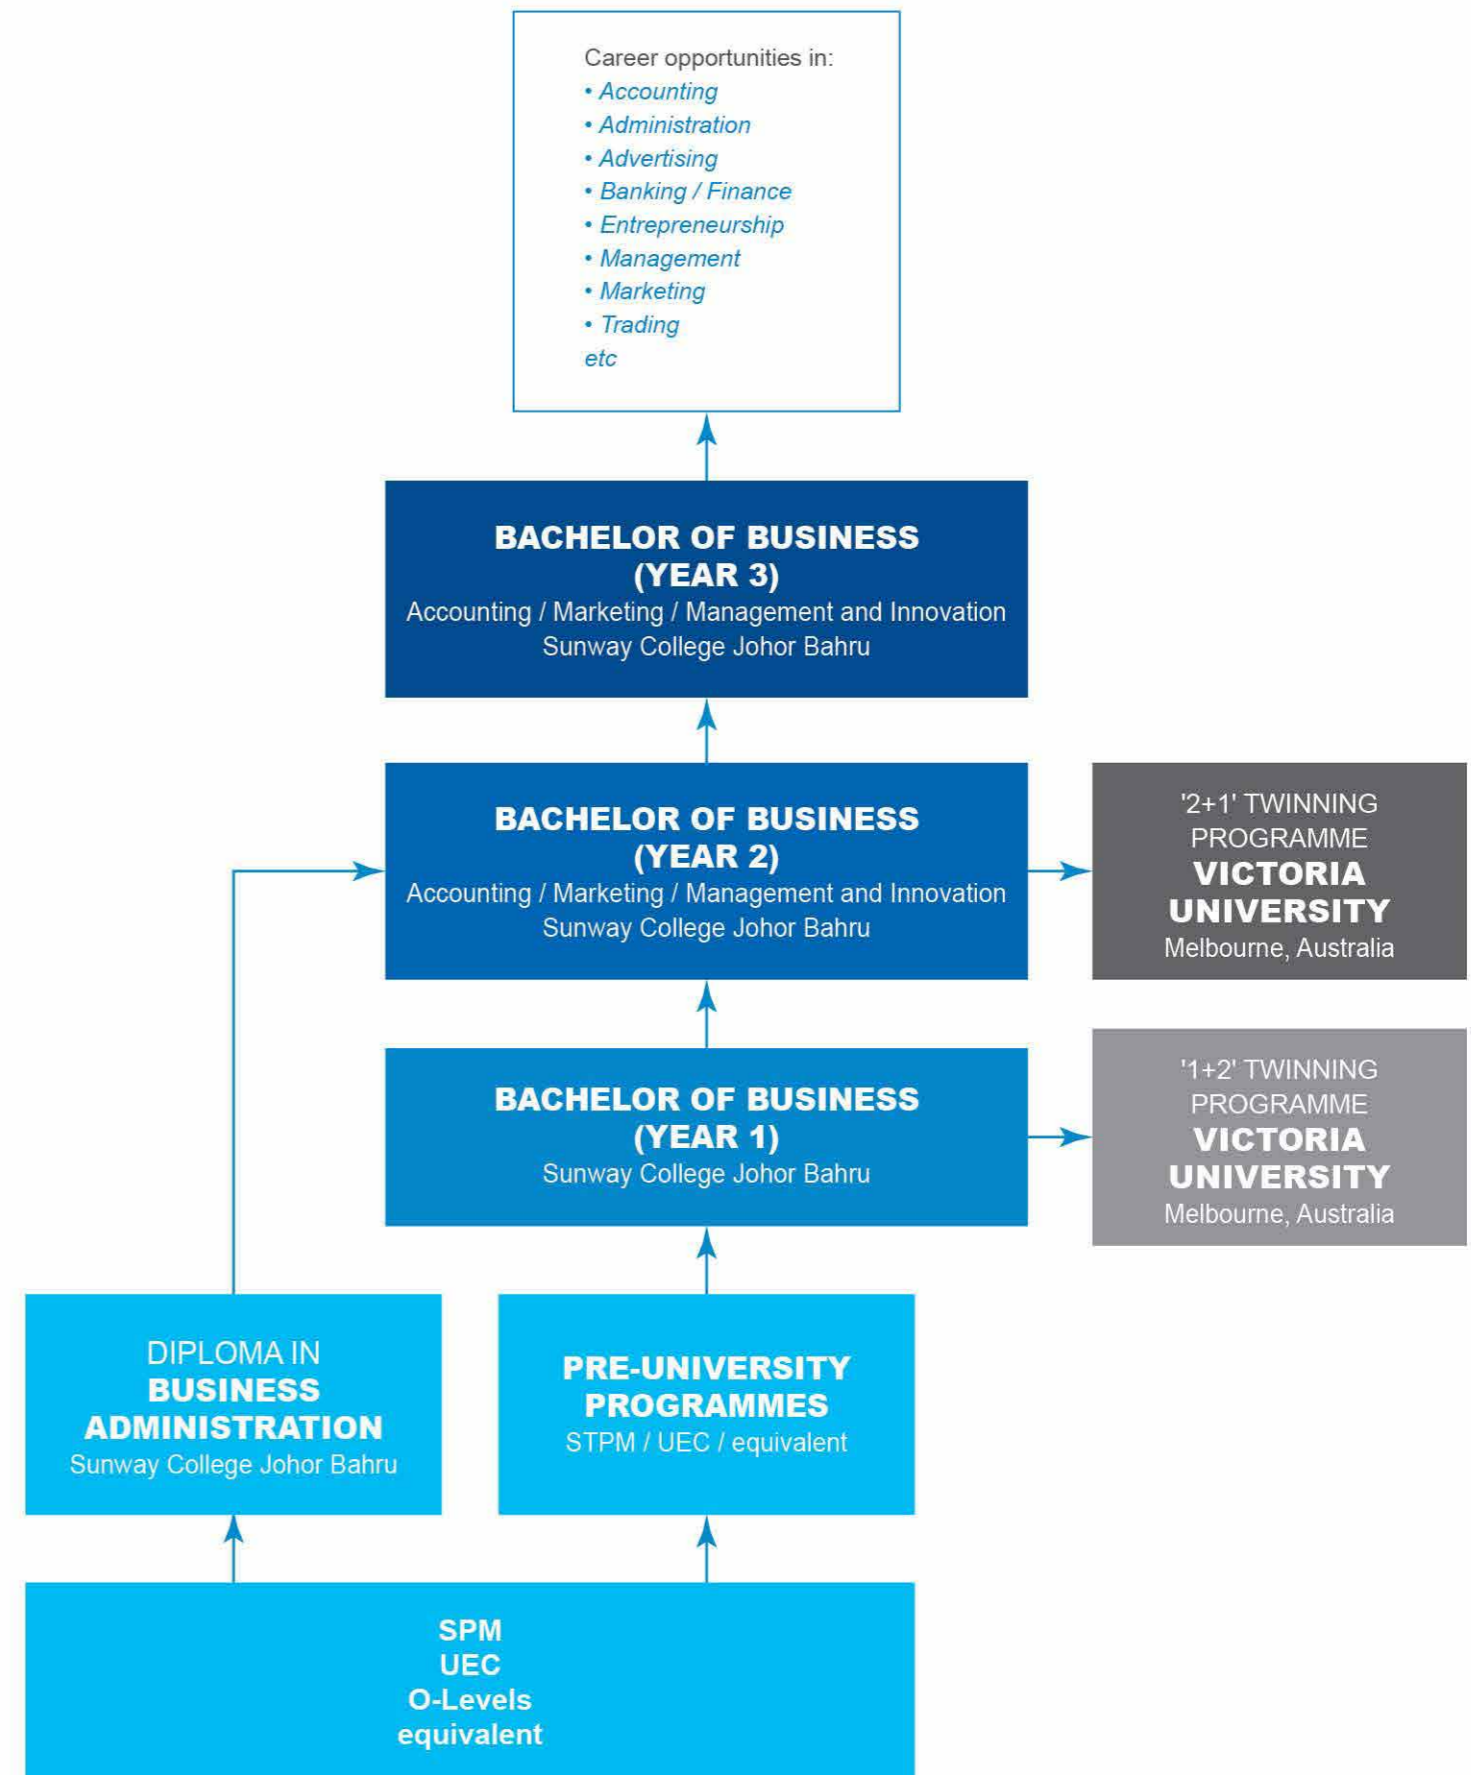 Career opportunities in:
• Accounting
• Administration
• Advertising
• Banking / Finance
• Entrepreneurship
• Management
• Marketing
• Trading
etc
BACHELOR OF BUSINESS
(YEAR 3)
Accounting / Marketing / Management and Innovation
Sunway College Johor Bahru
BACHELOR OF BUSINESS
(YEAR 2)
Accounting / Marketing / Management and Innovation
Sunway College Johor Bahru
'2+1' TWINNING
PROGRAMME
VICTORIA
UNIVERSITY
Melbourne, Australia
BACHELOR OF BUSINESS
(YEAR 1)
Sunway College Johor Bahru
'1+2' TWINNING
PROGRAMME
VICTORIA
UNIVERSITY
Melbourne, Australia
DIPLOMA IN
BUSINESS
ADMINISTRATION
Sunway College Johor Bahru
PRE-UNIVERSITY
PROGRAMMES
STPM / UEC / equivalent
SPM
UEC
O-Levels
equivalent